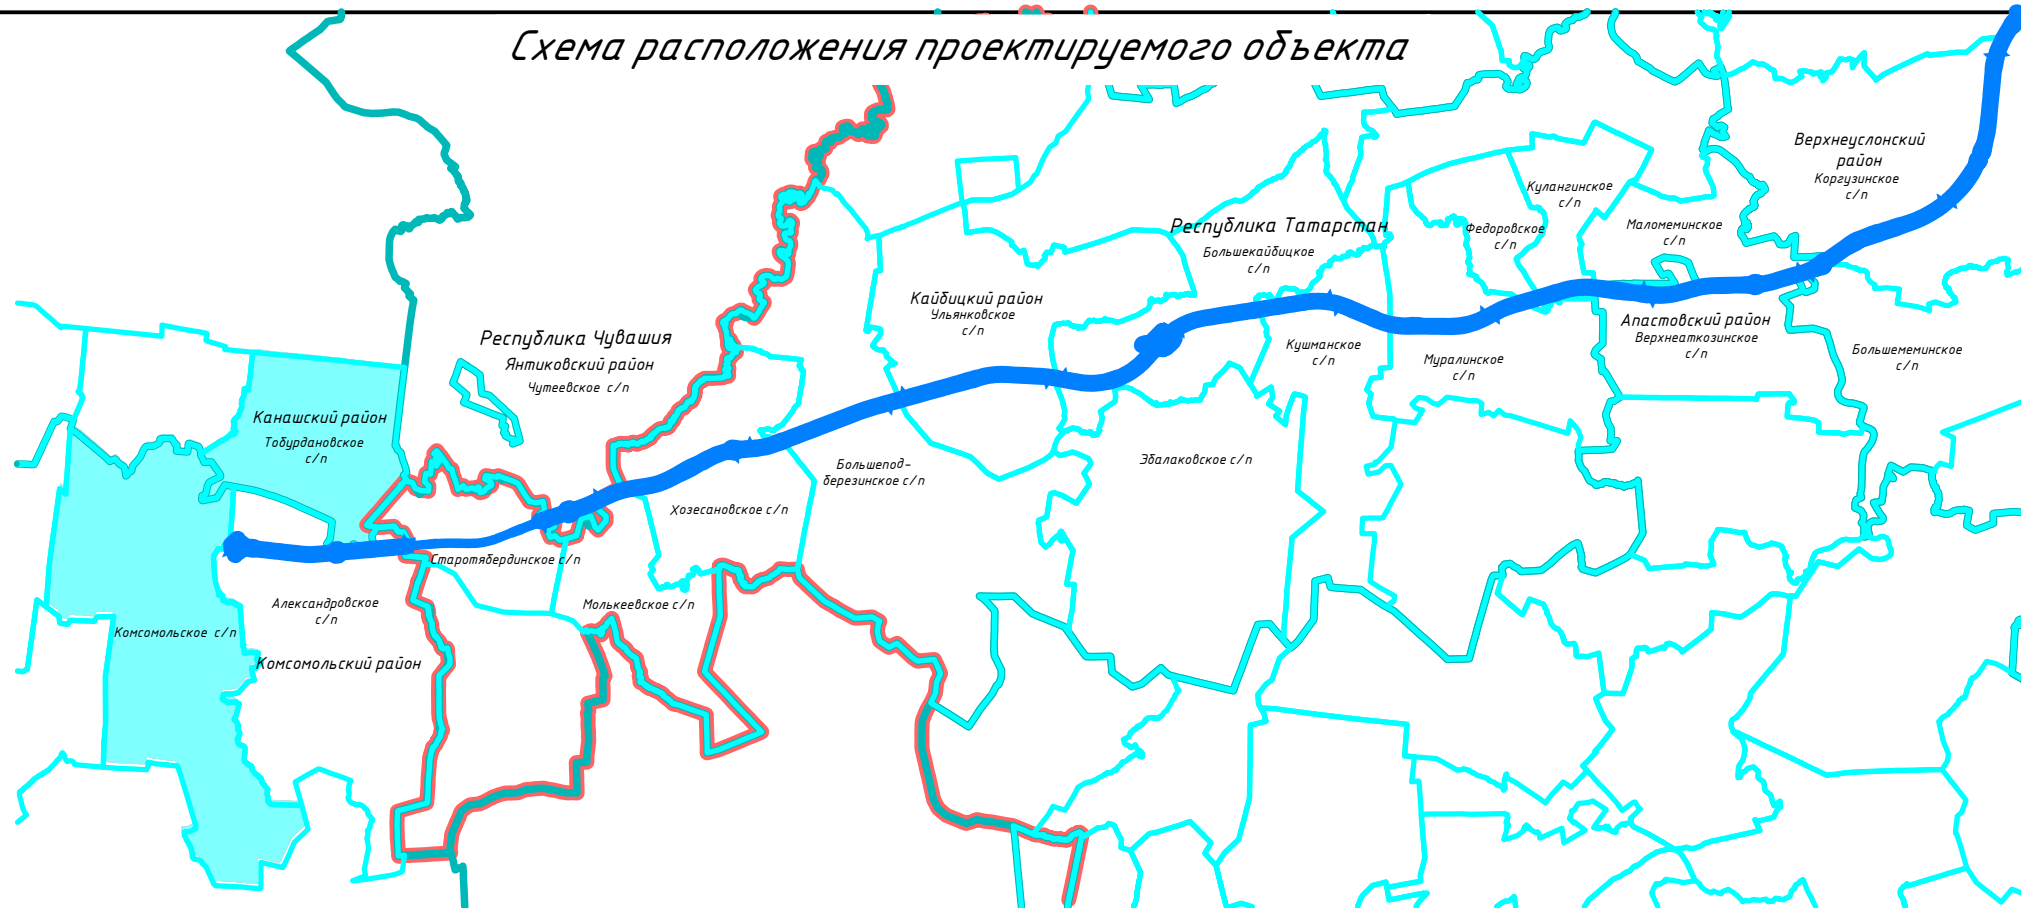 Схема расположения проектируемого объекта
Верхнеуслонский
район
Коргузинское
с/п
Кулангинское
с/п
Республика Татарстан
Большекайбицкое
с/п
Федоровское
с/п
Маломеминское
с/п
Кайбицкий район
Ульянковское
с/п
Апастовский район
Верхнеаткозинское
с/п
Республика Чувашия
Янтиковский район
Чутеевское с/п
Кушманское
с/п
Муралинское
с/п
Большемеминское
с/п
Канашский район
Тобурдановское
с/п
Большепод-
березинское с/п
Эбалаковское с/п
Хозесановское с/п
Старотябердинское с/п
Александровское
с/п
Молькеевское с/п
Комсомольское с/п
Комсомольский район